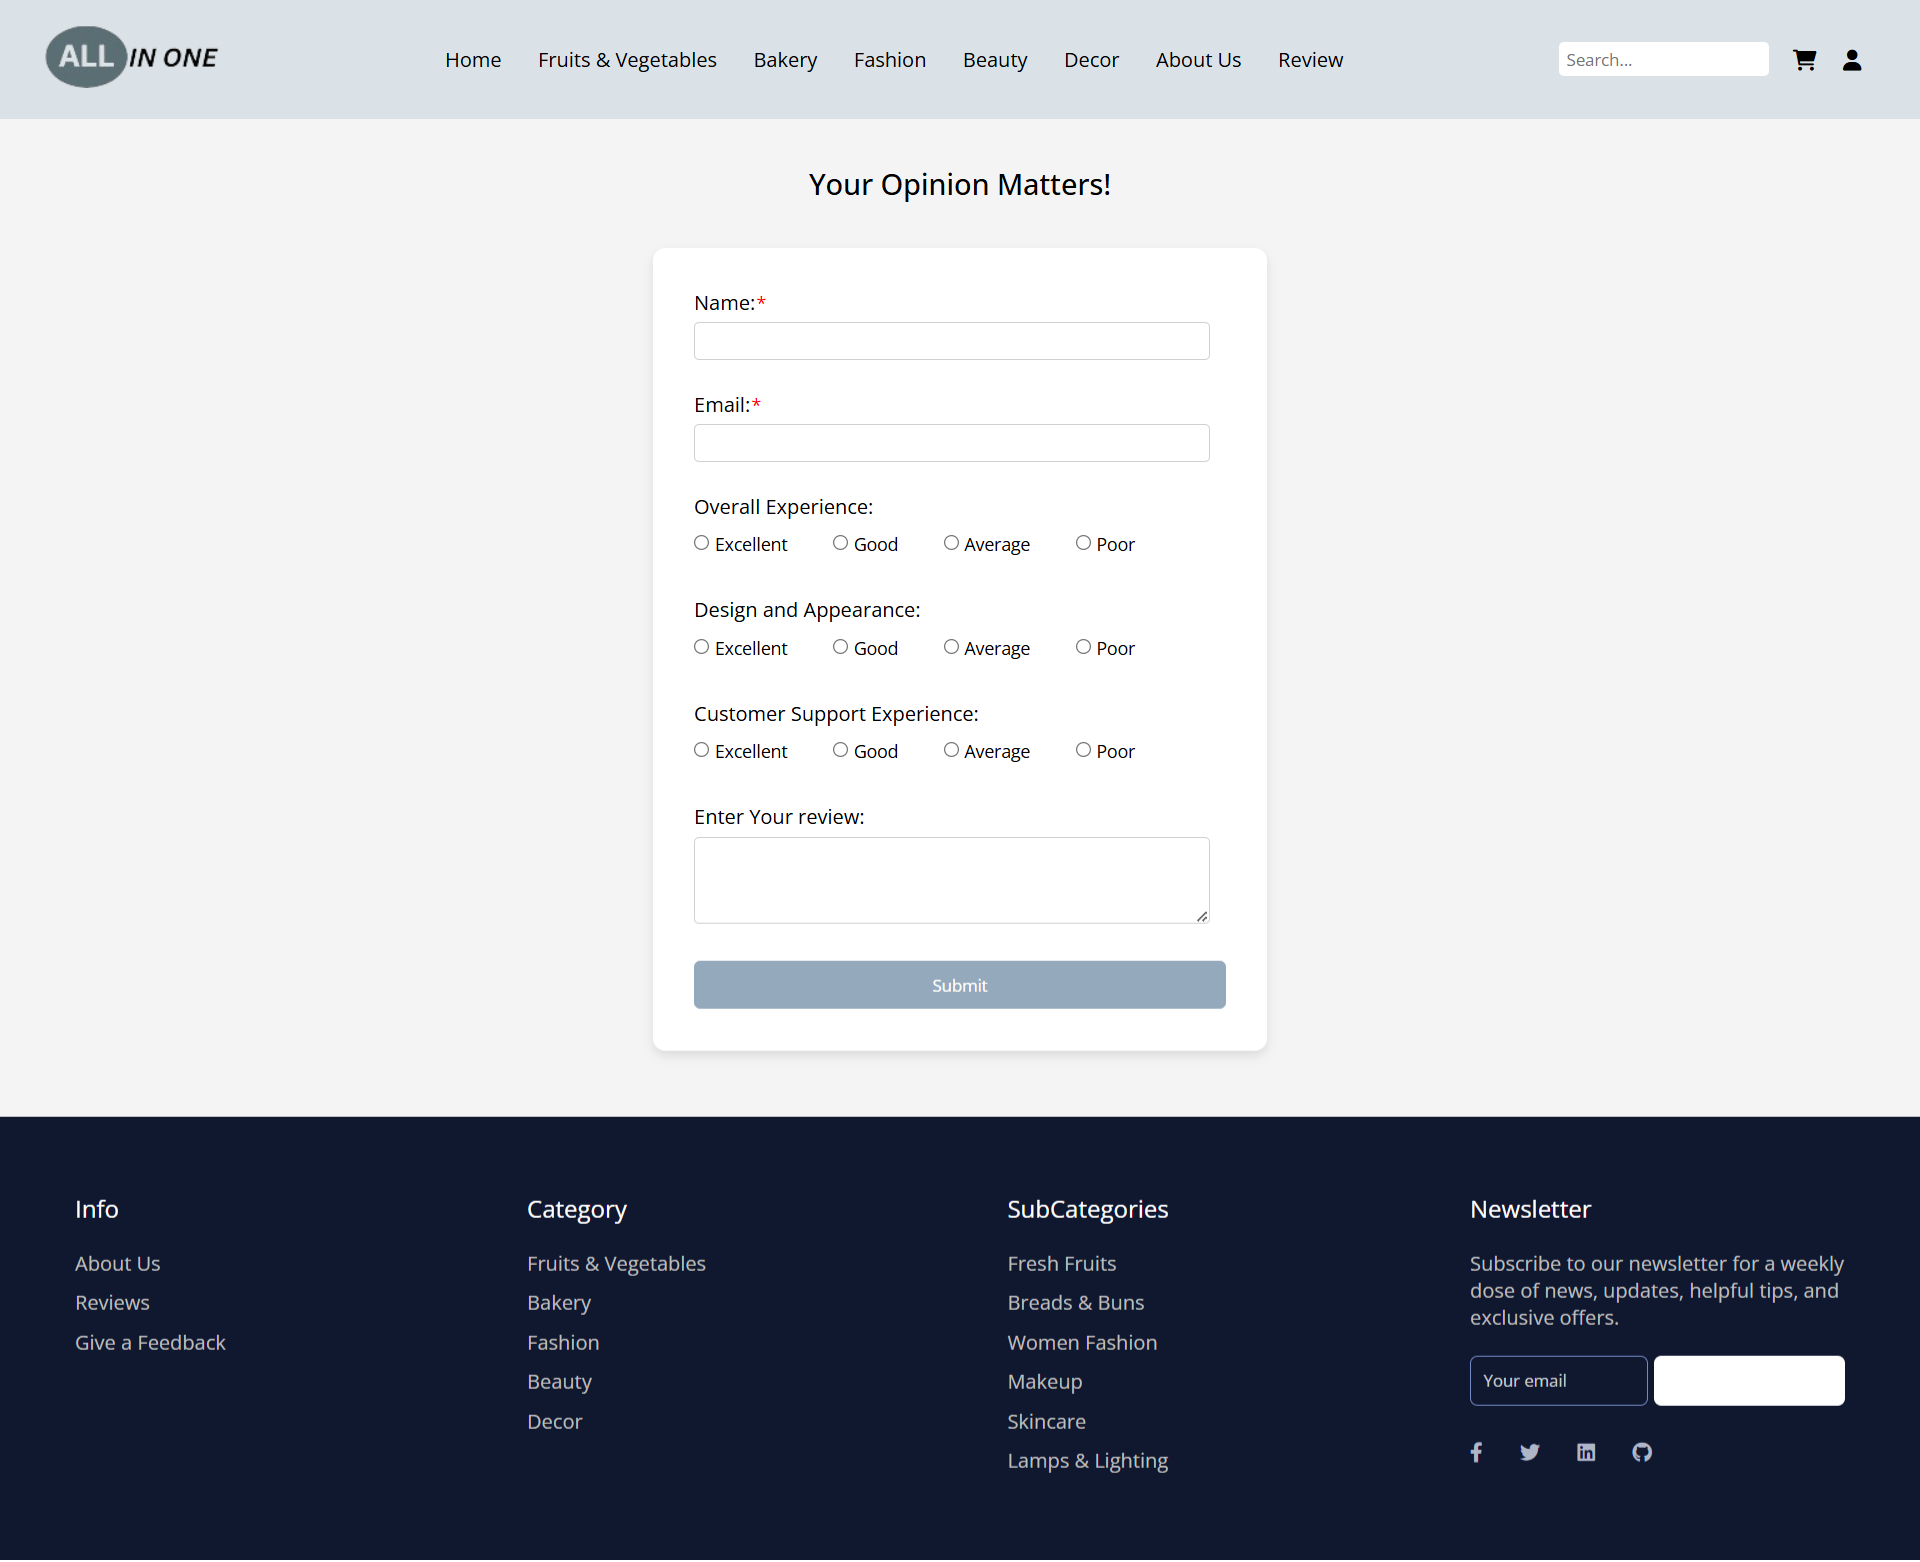 ALL IN ONE
Home Fruits & Vegetables Bakery Fashion Beauty Decor About Us Review
Search...
Your Opinion Matters!
Name:*
Email:*
Overall Experience:
Excellent Good Average Poor
Design and Appearance:
Excellent Good Average Poor
Customer Support Experience:
Excellent Good Average Poor
Enter Your review:
Submit
Info
About Us
Reviews
Give a Feedback
Category
Fruits & Vegetables
Bakery
Fashion
Beauty
Decor
SubCategories
Fresh Fruits
Breads & Buns
Women Fashion
Makeup
Skincare
Lamps & Lighting
Newsletter
Subscribe to our newsletter for a weekly
dose of news, updates, helpful tips, and
exclusive offers.
Your email